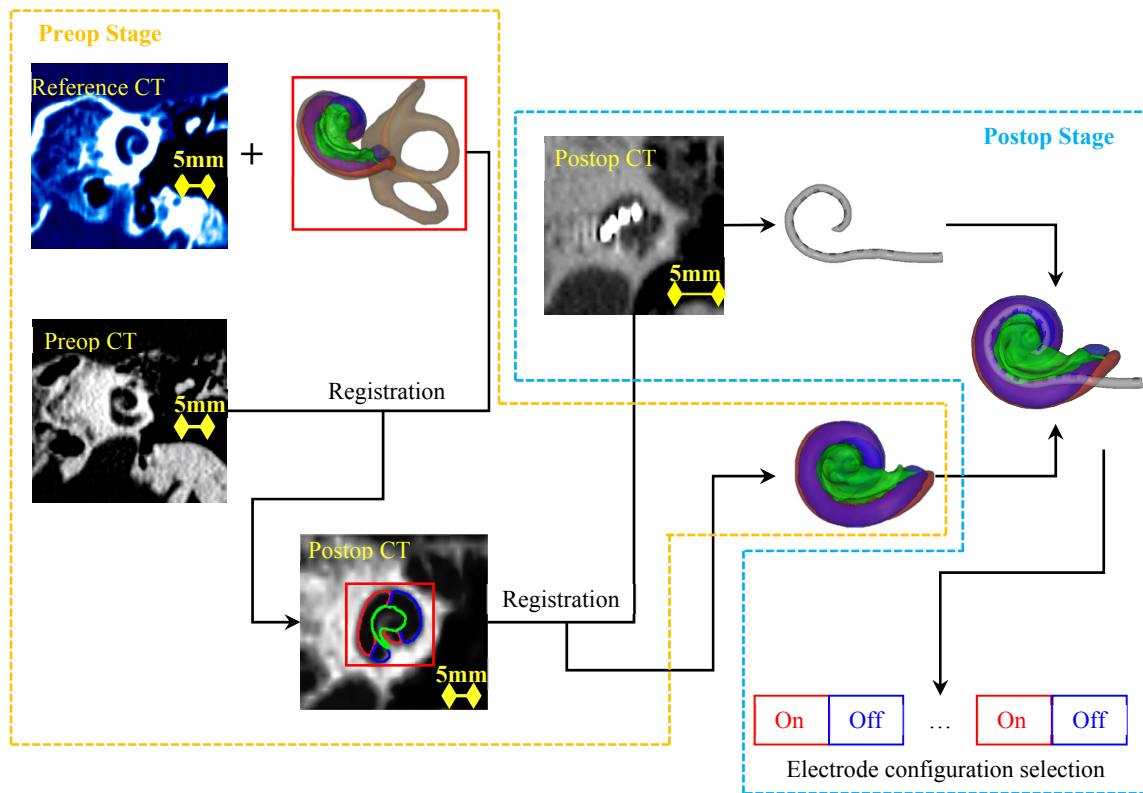 Preop Stage
Reference CT
5mm
+
Postop Stage
Postop CT
5mm
Preop CT
5mm
Registration
Postop CT
5mm
Registration
On Off … On Off
Electrode configuration selection